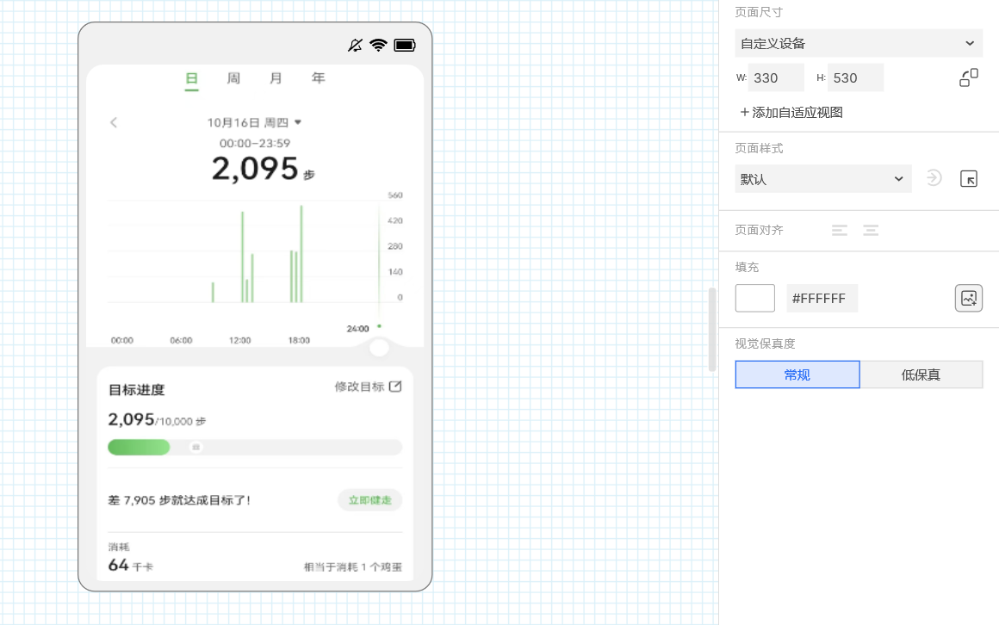 日 周 月 年
10月16日 周四
00:00-23:59
2,095 步
560
420
280
140
0
24:00
00:00 06:00 12:00 18:00
目标进度 修改目标
2,095/10,000 步
差 7,905 步就达成目标了！ 立即健走
消耗
64 千卡 相当于消耗 1 个鸡蛋
页面尺寸
自定义设备
W: 330 H: 530
+ 添加自适应视图
页面样式
默认
页面对齐
填充
#FFFFFF
视觉保真度
常规 低保真